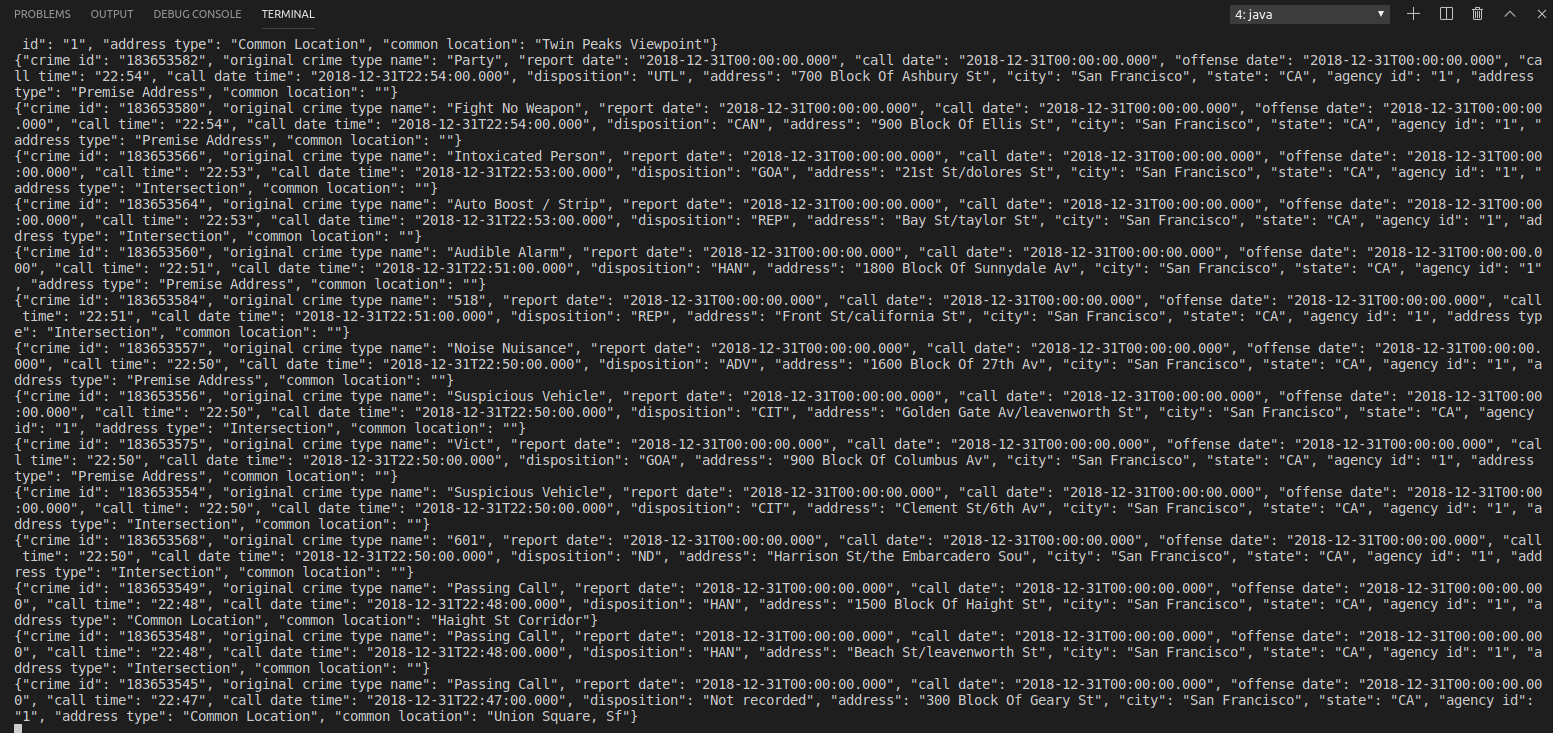 PROBLEMS OUTPUT DEBUG CONSOLE TERMINAL 4: java
id": "1", "address type": "Common Location", "common location": "Twin Peaks Viewpoint"}
{"crime id": "183653582", "original crime type name": "Party", "report date": "2018-12-31T00:00:00.000", "call date": "2018-12-31T00:00:00.000", "offense date": "2018-12-31T00:00:00.000", "ca
ll time": "22:54", "call date time": "2018-12-31T22:54:00.000", "disposition": "UTL", "address": "700 Block Of Ashbury St", "city": "San Francisco", "state": "CA", "agency id": "1", "address
type": "Premise Address", "common location": ""}
{"crime id": "183653580", "original crime type name": "Fight No Weapon", "report date": "2018-12-31T00:00:00.000", "call date": "2018-12-31T00:00:00.000", "offense date": "2018-12-31T00:00:00
.000", "call time": "22:54", "call date time": "2018-12-31T22:54:00.000", "disposition": "CAN", "address": "900 Block Of Ellis St", "city": "San Francisco", "state": "CA", "agency id": "1", "
address type": "Premise Address", "common location": ""}
{"crime id": "183653566", "original crime type name": "Intoxicated Person", "report date": "2018-12-31T00:00:00.000", "call date": "2018-12-31T00:00:00.000", "offense date": "2018-12-31T00:00
:00.000", "call time": "22:53", "call date time": "2018-12-31T22:53:00.000", "disposition": "GOA", "address": "21st St/dolores St", "city": "San Francisco", "state": "CA", "agency id": "1", "
address type": "Intersection", "common location": ""}
{"crime id": "183653564", "original crime type name": "Auto Boost / Strip", "report date": "2018-12-31T00:00:00.000", "call date": "2018-12-31T00:00:00.000", "offense date": "2018-12-31T00:00
:00.000", "call time": "22:53", "call date time": "2018-12-31T22:53:00.000", "disposition": "REP", "address": "Bay St/taylor St", "city": "San Francisco", "state": "CA", "agency id": "1", "ad
dress type": "Intersection", "common location": ""}
{"crime id": "183653560", "original crime type name": "Audible Alarm", "report date": "2018-12-31T00:00:00.000", "call date": "2018-12-31T00:00:00.000", "offense date": "2018-12-31T00:00:00.0
00", "call time": "22:51", "call date time": "2018-12-31T22:51:00.000", "disposition": "HAN", "address": "1800 Block Of Sunnydale Av", "city": "San Francisco", "state": "CA", "agency id": "1"
, "address type": "Premise Address", "common location": ""}
{"crime id": "183653584", "original crime type name": "518", "report date": "2018-12-31T00:00:00.000", "call date": "2018-12-31T00:00:00.000", "offense date": "2018-12-31T00:00:00.000", "call
time": "22:51", "call date time": "2018-12-31T22:51:00.000", "disposition": "REP", "address": "Front St/california St", "city": "San Francisco", "state": "CA", "agency id": "1", "address typ
e": "Intersection", "common location": ""}
{"crime id": "183653557", "original crime type name": "Noise Nuisance", "report date": "2018-12-31T00:00:00.000", "call date": "2018-12-31T00:00:00.000", "offense date": "2018-12-31T00:00:00.
000", "call time": "22:50", "call date time": "2018-12-31T22:50:00.000", "disposition": "ADV", "address": "1600 Block Of 27th Av", "city": "San Francisco", "state": "CA", "agency id": "1", "a
ddress type": "Premise Address", "common location": ""}
{"crime id": "183653556", "original crime type name": "Suspicious Vehicle", "report date": "2018-12-31T00:00:00.000", "call date": "2018-12-31T00:00:00.000", "offense date": "2018-12-31T00:00
:00.000", "call time": "22:50", "call date time": "2018-12-31T22:50:00.000", "disposition": "CIT", "address": "Golden Gate Av/leavenworth St", "city": "San Francisco", "state": "CA", "agency
id": "1", "address type": "Intersection", "common location": ""}
{"crime id": "183653575", "original crime type name": "Vict", "report date": "2018-12-31T00:00:00.000", "call date": "2018-12-31T00:00:00.000", "offense date": "2018-12-31T00:00:00.000", "cal
l time": "22:50", "call date time": "2018-12-31T22:50:00.000", "disposition": "GOA", "address": "900 Block Of Columbus Av", "city": "San Francisco", "state": "CA", "agency id": "1", "address
type": "Premise Address", "common location": ""}
{"crime id": "183653554", "original crime type name": "Suspicious Vehicle", "report date": "2018-12-31T00:00:00.000", "call date": "2018-12-31T00:00:00.000", "offense date": "2018-12-31T00:00
:00.000", "call time": "22:50", "call date time": "2018-12-31T22:50:00.000", "disposition": "CIT", "address": "Clement St/6th Av", "city": "San Francisco", "state": "CA", "agency id": "1", "a
ddress type": "Intersection", "common location": ""}
{"crime id": "183653568", "original crime type name": "601", "report date": "2018-12-31T00:00:00.000", "call date": "2018-12-31T00:00:00.000", "offense date": "2018-12-31T00:00:00.000", "call
time": "22:50", "call date time": "2018-12-31T22:50:00.000", "disposition": "ND", "address": "Harrison St/the Embarcadero Sou", "city": "San Francisco", "state": "CA", "agency id": "1", "add
ress type": "Intersection", "common location": ""}
{"crime id": "183653549", "original crime type name": "Passing Call", "report date": "2018-12-31T00:00:00.000", "call date": "2018-12-31T00:00:00.000", "offense date": "2018-12-31T00:00:00.00
0", "call time": "22:48", "call date time": "2018-12-31T22:48:00.000", "disposition": "HAN", "address": "1500 Block Of Haight St", "city": "San Francisco", "state": "CA", "agency id": "1", "a
ddress type": "Common Location", "common location": "Haight St Corridor"}
{"crime id": "183653548", "original crime type name": "Passing Call", "report date": "2018-12-31T00:00:00.000", "call date": "2018-12-31T00:00:00.000", "offense date": "2018-12-31T00:00:00.00
0", "call time": "22:48", "call date time": "2018-12-31T22:48:00.000", "disposition": "HAN", "address": "Beach St/leavenworth St", "city": "San Francisco", "state": "CA", "agency id": "1", "a
ddress type": "Intersection", "common location": ""}
{"crime id": "183653545", "original crime type name": "Passing Call", "report date": "2018-12-31T00:00:00.000", "call date": "2018-12-31T00:00:00.000", "offense date": "2018-12-31T00:00:00.00
0", "call time": "22:47", "call date time": "2018-12-31T22:47:00.000", "disposition": "Not recorded", "address": "300 Block Of Geary St", "city": "San Francisco", "state": "CA", "agency id":
"1", "address type": "Common Location", "common location": "Union Square, Sf"}